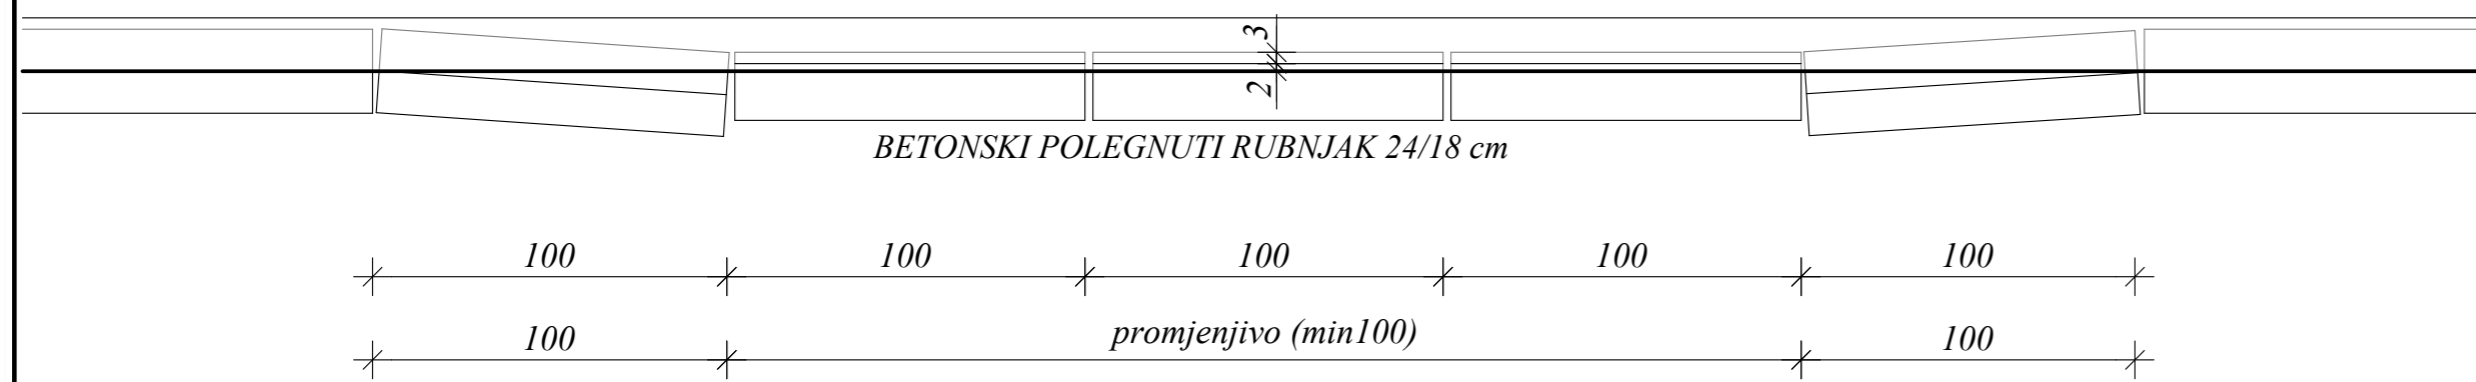 3
2
BETONSKI POLEGNUTI RUBNJAK 24/18 cm
100 100 100 100 100
100 promjenjivo (min100) 100